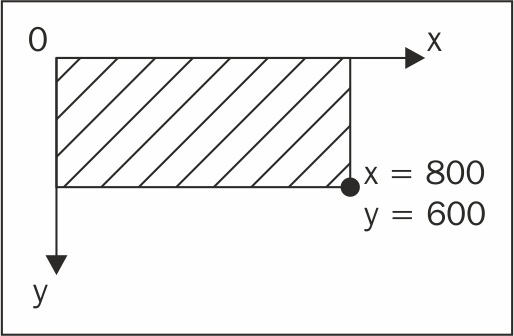 0
x
x = 800
y = 600
y